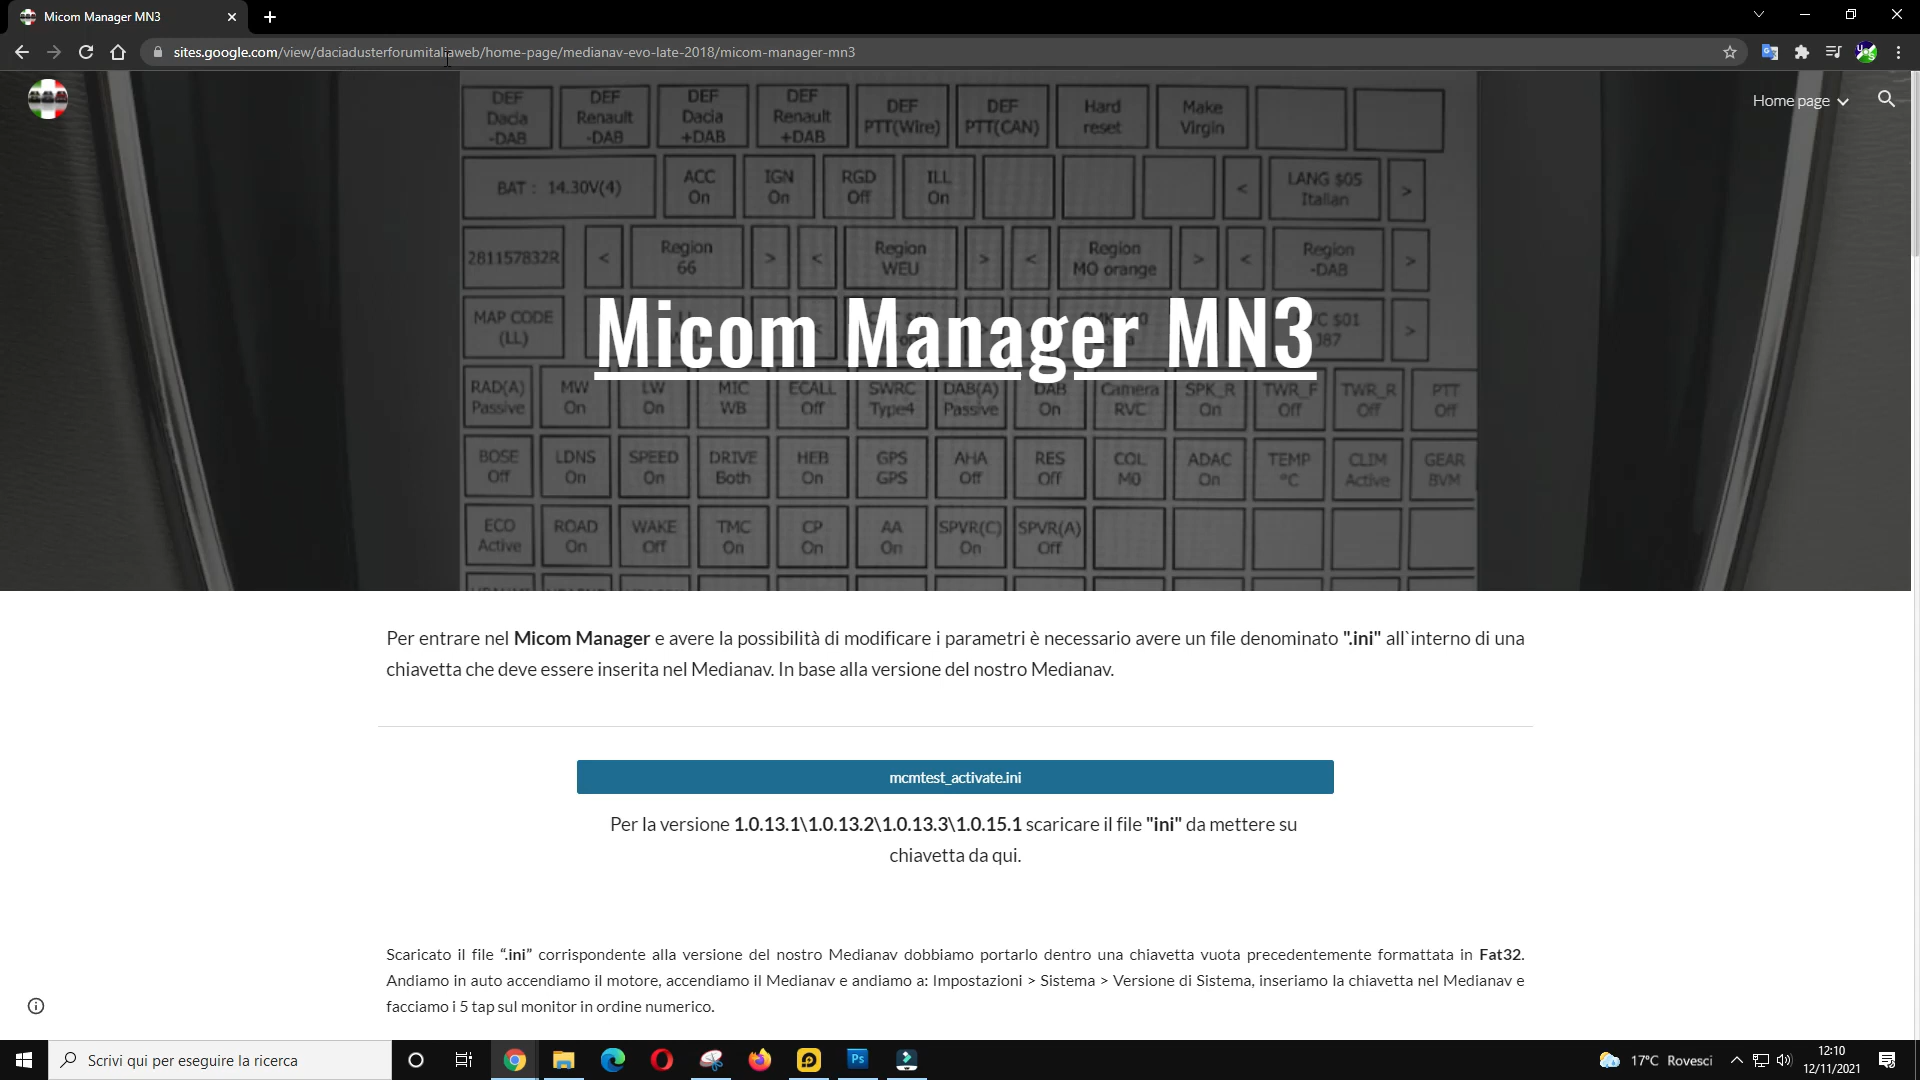 Micom Manager MN3
sites.google.com/view/daciadusterforumitaliaweb/home-page/medianav-evo-late-2018/micom-manager-mn3
Home page
DEF Dacia -DAB
DEF Renault -DAB
DEF Dacia +DAB
DEF Renault +DAB
DEF PTT(Wire)
DEF PTT(CAN)
Hard reset
Make Virgin
BAT : 14.30V(4)
ACC On
IGN On
RGD Off
ILL On
<
LANG $05 Italian
>
281157832R
<
Region 66
>
<
Region WEU
>
<
Region MO orange
>
<
Region -DAB
>
MAP CODE (LL)
Micom Manager MN3
>
RAD(A) Passive
MW On
LW On
MIC WB
ECALL Off
SWRC Type4
DAB(A) Passive
DAB On
Camera RVC
SPK_R On
TWR_F Off
TWR_R Off
PTT Off
BOSE Off
LDNS On
SPEED On
DRIVE Both
HEB On
GPS GPS
AHA Off
RES Off
COL M0
ADAC On
TEMP °C
CLIM Active
GEAR BVM
ECO Active
ROAD On
WAKE Off
TMC On
CP On
AA On
SPVR(C) On
SPVR(A) Off
Per entrare nel Micom Manager e avere la possibilità di modificare i parametri è necessario avere un file denominato ".ini" all`interno di una
chiavetta che deve essere inserita nel Medianav. In base alla versione del nostro Medianav.
mcmtest_activate.ini
Per la versione 1.0.13.1\1.0.13.2\1.0.13.3\1.0.15.1 scaricare il file "ini" da mettere su
chiavetta da qui.
Scaricato il file “.ini” corrispondente alla versione del nostro Medianav dobbiamo portarlo dentro una chiavetta vuota precedentemente formattata in Fat32.
Andiamo in auto accendiamo il motore, accendiamo il Medianav e andiamo a: Impostazioni > Sistema > Versione di Sistema, inseriamo la chiavetta nel Medianav e
facciamo i 5 tap sul monitor in ordine numerico.
Scrivi qui per eseguire la ricerca
Ps
17°C Rovesci
12:10
12/11/2021